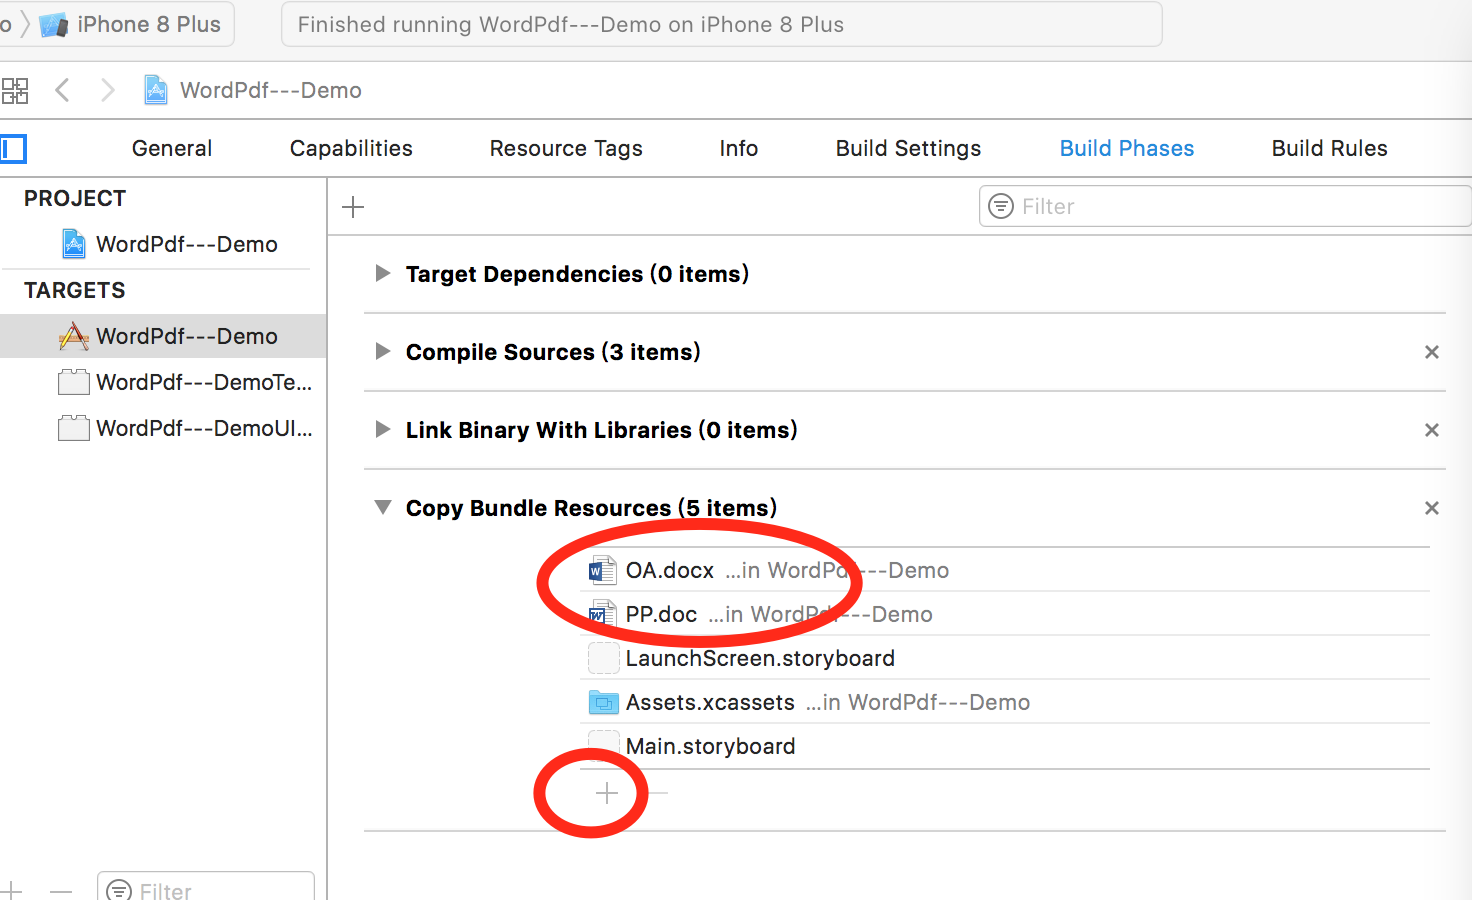 o iPhone 8 Plus Finished running WordPdf---Demo on iPhone 8 Plus
WordPdf---Demo
General Capabilities Resource Tags Info Build Settings Build Phases Build Rules
PROJECT
Filter
WordPdf---Demo
TARGETS
WordPdf---Demo
WordPdf---DemoTe...
WordPdf---DemoUI...
Target Dependencies (0 items)
Compile Sources (3 items)
Link Binary With Libraries (0 items)
Copy Bundle Resources (5 items)
OA.docx ...in WordPdf---Demo
PP.doc ...in WordPdf---Demo
LaunchScreen.storyboard
Assets.xcassets ...in WordPdf---Demo
Main.storyboard
Filter